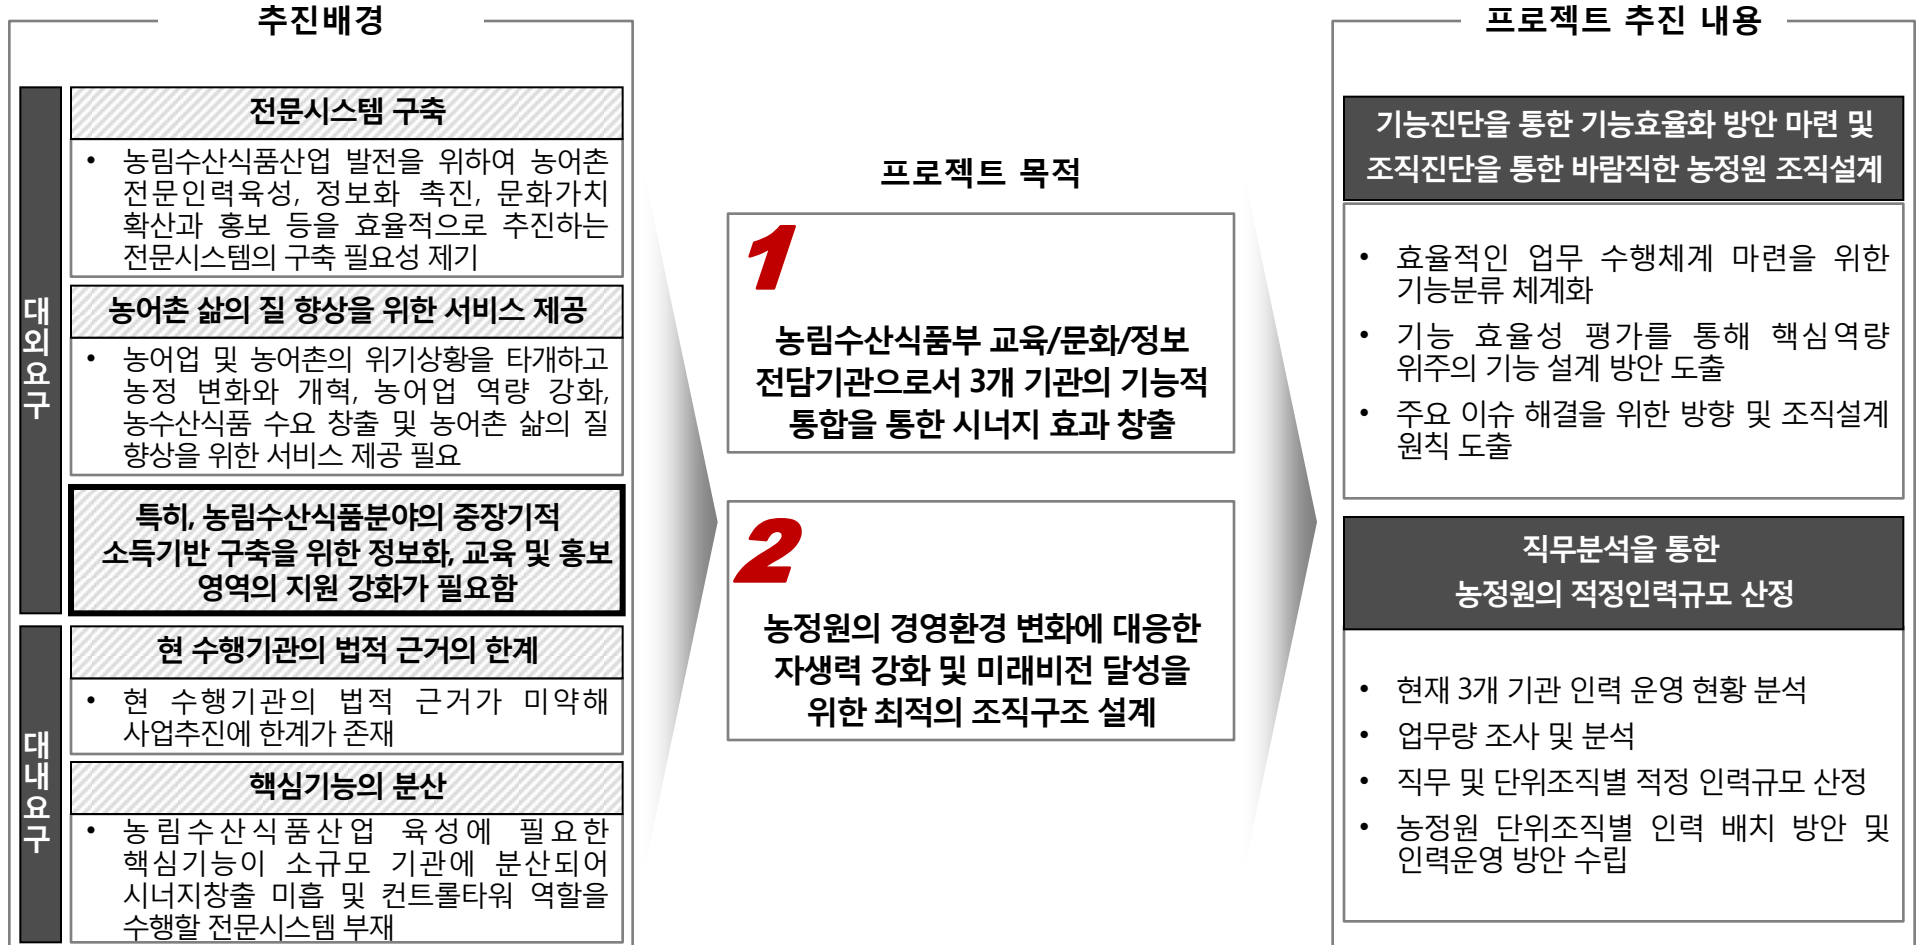 추진배경
대외요구
전문시스템 구축
• 농림수산식품산업 발전을 위하여 농어촌
전문인력육성, 정보화 촉진, 문화가치
확산과 홍보 등을 효율적으로 추진하는
전문시스템의 구축 필요성 제기
농어촌 삶의 질 향상을 위한 서비스 제공
• 농어업 및 농어촌의 위기상황을 타개하고
농정 변화와 개혁, 농어업 역량 강화,
농수산식품 수요 창출 및 농어촌 삶의 질
향상을 위한 서비스 제공 필요
특히, 농림수산식품분야의 중장기적
소득기반 구축을 위한 정보화, 교육 및 홍보
영역의 지원 강화가 필요함
대내요구
현 수행기관의 법적 근거의 한계
• 현 수행기관의 법적 근거가 미약해
사업추진에 한계가 존재
핵심기능의 분산
• 농림수산식품산업 육성에 필요한
핵심기능이 소규모 기관에 분산되어
시너지창출 미흡 및 컨트롤타워 역할을
수행할 전문시스템 부재
프로젝트 목적
1
농림수산식품부 교육/문화/정보
전담기관으로서 3개 기관의 기능적
통합을 통한 시너지 효과 창출
2
농정원의 경영환경 변화에 대응한
자생력 강화 및 미래비전 달성을
위한 최적의 조직구조 설계
프로젝트 추진 내용
기능진단을 통한 기능효율화 방안 마련 및
조직진단을 통한 바람직한 농정원 조직설계
• 효율적인 업무 수행체계 마련을 위한
기능분류 체계화
• 기능 효율성 평가를 통해 핵심역량
위주의 기능 설계 방안 도출
• 주요 이슈 해결을 위한 방향 및 조직설계
원칙 도출
직무분석을 통한
농정원의 적정인력규모 산정
• 현재 3개 기관 인력 운영 현황 분석
• 업무량 조사 및 분석
• 직무 및 단위조직별 적정 인력규모 산정
• 농정원 단위조직별 인력 배치 방안 및
인력운영 방안 수립